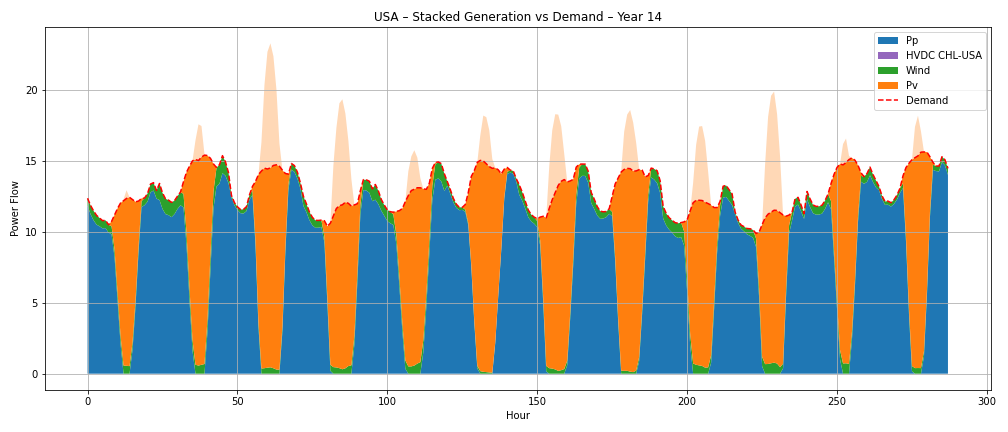 USA – Stacked Generation vs Demand – Year 14
Pp
HVDC CHL-USA
Wind
Pv
Demand
Power Flow
20
15
10
5
0
0 50 100 150 200 250 300
Hour